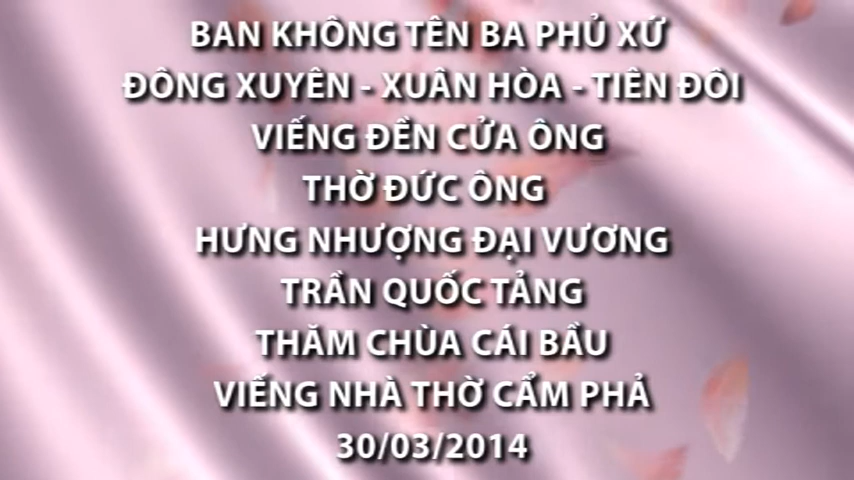 BAN KHÔNG TÊN BA PHỦ XỨ
ĐÔNG XUYÊN - XUÂN HÒA - TIÊN ĐÔI
VIẾNG ĐỀN CỬA ÔNG
THỜ ĐỨC ÔNG
HƯNG NHƯỢNG ĐẠI VƯƠNG
TRẦN QUỐC TẢNG
THĂM CHÙA CÁI BẦU
VIẾNG NHÀ THỜ CẨM PHẢ
30/03/2014